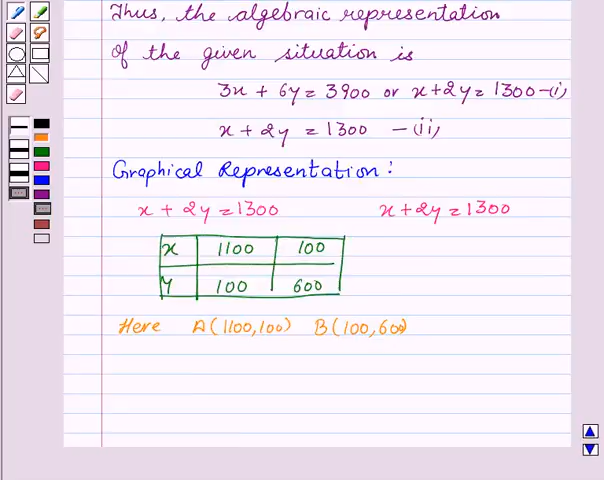 Thus, the algebraic representation
of the given situation is
3x + 6y = 3900 or x+2y = 1300 -(i)
x + 2y = 1300 -(ii)
Graphical Representation :
x + 2y = 1300 x+2y = 1300
x 1100 100
y 100 600
Here A(1100,100) B(100,600)